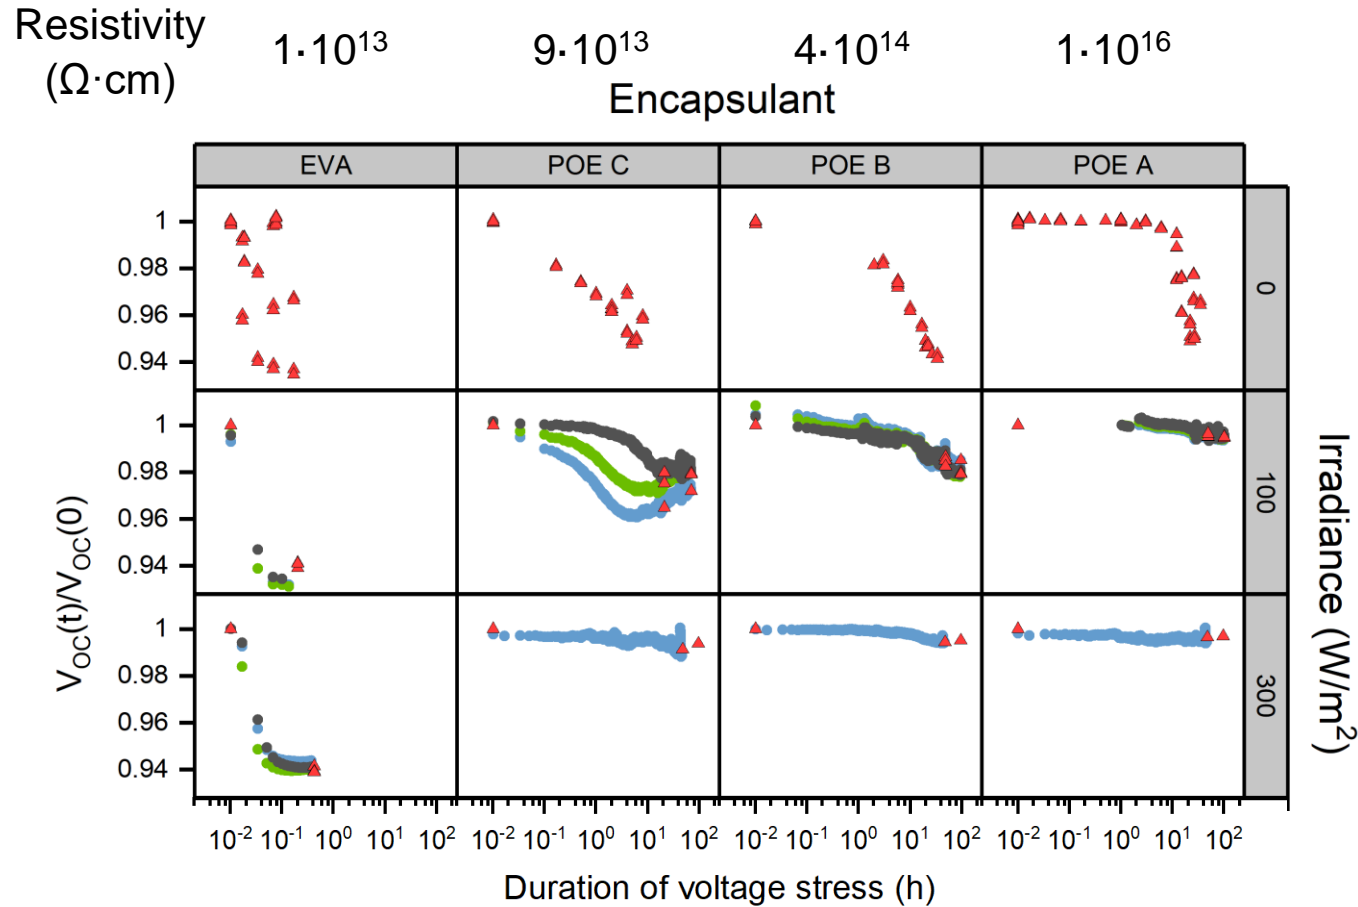 Resistivity
(Ω·cm)
1·10¹³ 9·10¹³ 4·10¹⁴ 1·10¹⁶
Encapsulant
EVA POE C POE B POE A
1
0.98
0.96
0.94
0
1
0.98
0.96
0.94
100
1
0.98
0.96
0.94
300
V_OC(t)/V_OC(0)
Irradiance (W/m²)
10⁻² 10⁻¹ 10⁰ 10¹ 10² 10⁻² 10⁻¹ 10⁰ 10¹ 10² 10⁻² 10⁻¹ 10⁰ 10¹ 10² 10⁻² 10⁻¹ 10⁰ 10¹ 10²
Duration of voltage stress (h)